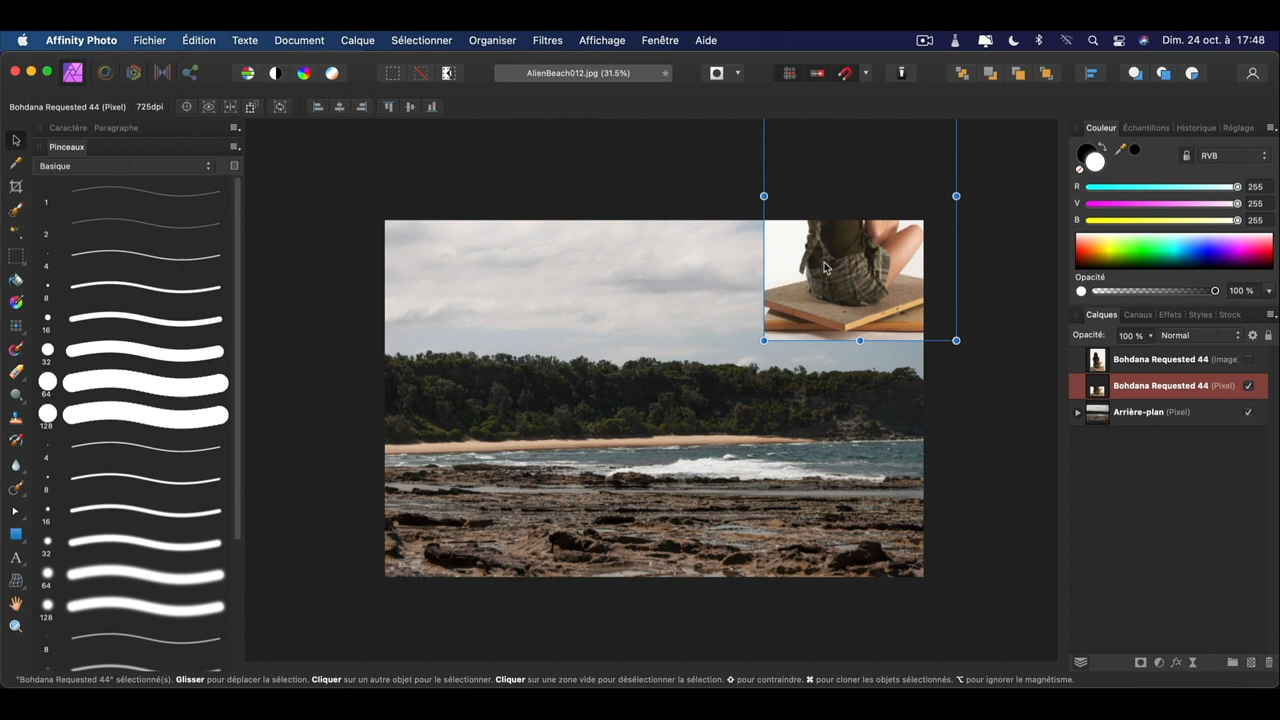 Affinity Photo Fichier Édition Texte Document Calque Sélectionner Organiser Filtres Affichage Fenêtre Aide Dim. 24 oct. à 17:48
AlienBeach012.jpg (31.5%)
Bohdana Requested 44 (Pixel) 725dpi
Caractère Paragraphe
Pinceaux
Basique
1
2
4
8
16
32
64
128
4
8
16
32
64
128
8
Couleur Échantillons Historique Réglage
RVB
R 255
V 255
B 255
Opacité
100 %
Calques Canaux Effets Styles Stock
Opacité: 100 % Normal
Bohdana Requested 44 (Image
Bohdana Requested 44 (Pixel)
Arrière-plan (Pixel)
"Bohdana Requested 44" sélectionné(s). Glisser pour déplacer la sélection. Cliquer sur un autre objet pour le sélectionner. Cliquer sur une zone vide pour désélectionner la sélection. ⇧ pour contraindre. ⌘ pour cloner les objets sélectionnés. ⌥ pour ignorer le magnétisme.